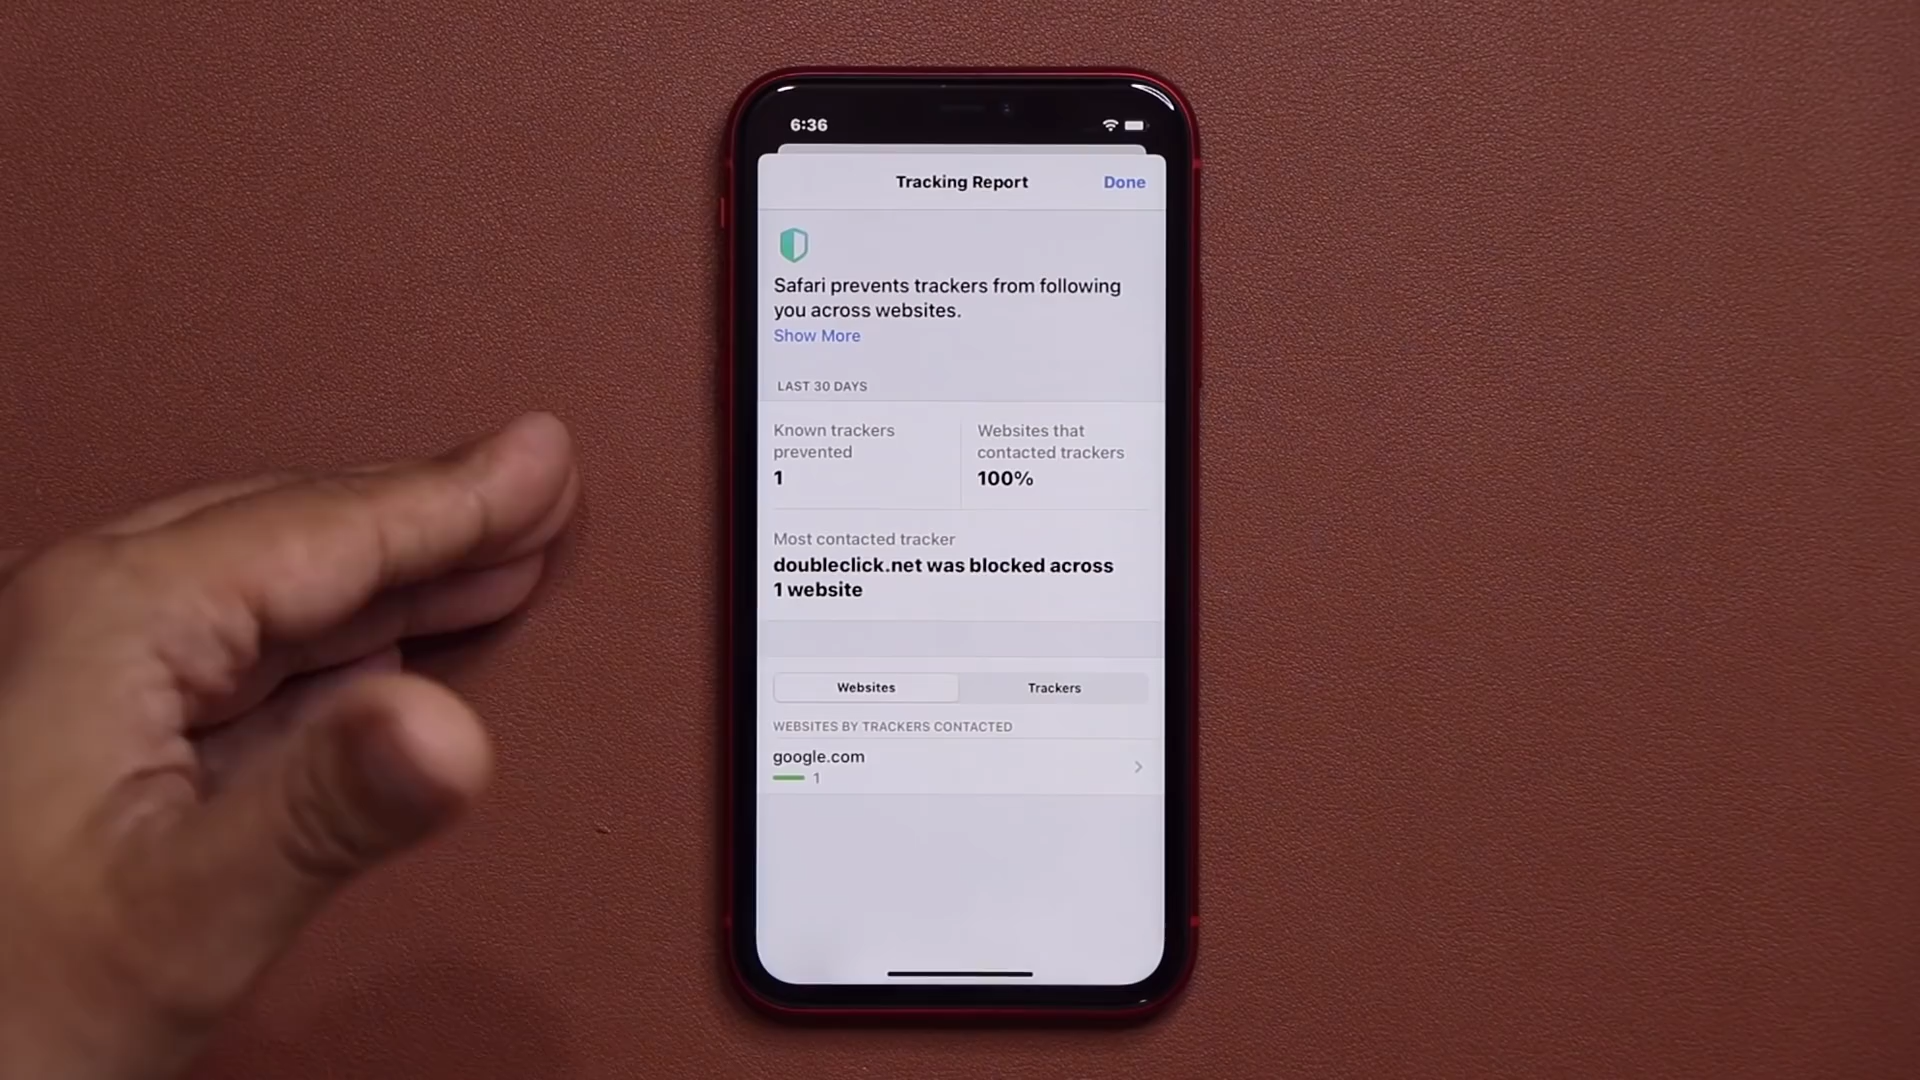 6:36
Tracking Report
Done
Safari prevents trackers from following
you across websites.
Show More
LAST 30 DAYS
Known trackers
prevented
1
Websites that
contacted trackers
100%
Most contacted tracker
doubleclick.net was blocked across
1 website
Websites
Trackers
WEBSITES BY TRACKERS CONTACTED
google.com
1